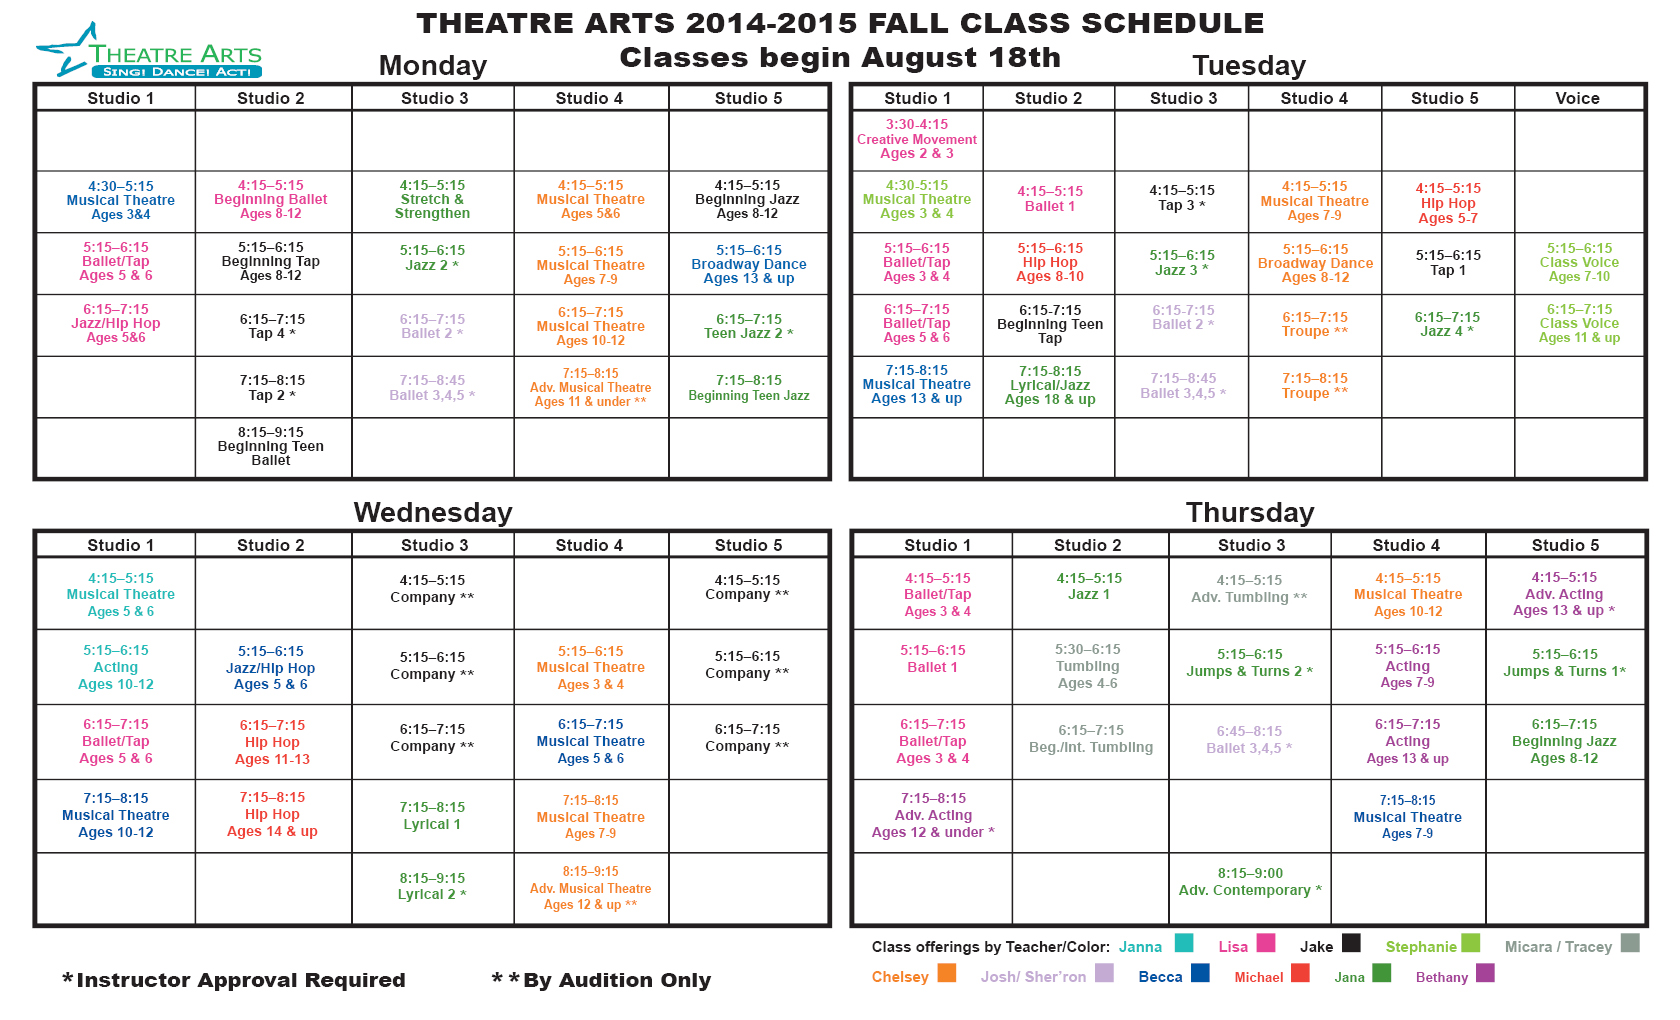 THEATRE ARTS 2014-2015 FALL CLASS SCHEDULE
Classes begin August 18th
THEATRE ARTS
SING! DANCE! ACT!
Monday
Studio 1
Studio 2
Studio 3
Studio 4
Studio 5
4:30–5:15
Musical Theatre
Ages 3&4
4:15–5:15
Beginning Ballet
Ages 8-12
4:15–5:15
Stretch &
Strengthen
4:15–5:15
Musical Theatre
Ages 5&6
4:15–5:15
Beginning Jazz
Ages 8-12
5:15–6:15
Ballet/Tap
Ages 5 & 6
5:15–6:15
Beginning Tap
Ages 8-12
5:15–6:15
Jazz 2 *
5:15–6:15
Musical Theatre
Ages 7-9
5:15–6:15
Broadway Dance
Ages 13 & up
6:15–7:15
Jazz/Hip Hop
Ages 5&6
6:15–7:15
Tap 4 *
6:15–7:15
Ballet 2 *
6:15–7:15
Musical Theatre
Ages 10-12
6:15–7:15
Teen Jazz 2 *
7:15–8:15
Tap 2 *
7:15–8:45
Ballet 3,4,5 *
7:15–8:15
Adv. Musical Theatre
Ages 11 & under **
7:15–8:15
Beginning Teen Jazz
8:15–9:15
Beginning Teen
Ballet
Tuesday
Studio 1
Studio 2
Studio 3
Studio 4
Studio 5
Voice
3:30-4:15
Creative Movement
Ages 2 & 3
4:30-5:15
Musical Theatre
Ages 3 & 4
4:15–5:15
Ballet 1
4:15–5:15
Tap 3 *
4:15–5:15
Musical Theatre
Ages 7-9
4:15–5:15
Hip Hop
Ages 5-7
5:15–6:15
Ballet/Tap
Ages 3 & 4
5:15–6:15
Hip Hop
Ages 8-10
5:15–6:15
Jazz 3 *
5:15–6:15
Broadway Dance
Ages 8-12
5:15–6:15
Tap 1
5:15–6:15
Class Voice
Ages 7-10
6:15–7:15
Ballet/Tap
Ages 5 & 6
6:15-7:15
Beginning Teen
Tap
6:15-7:15
Ballet 2 *
6:15–7:15
Troupe **
6:15–7:15
Jazz 4 *
6:15–7:15
Class Voice
Ages 11 & up
7:15-8:15
Musical Theatre
Ages 13 & up
7:15-8:15
Lyrical/Jazz
Ages 18 & up
7:15–8:45
Ballet 3,4,5 *
7:15–8:15
Troupe **
Wednesday
Studio 1
Studio 2
Studio 3
Studio 4
Studio 5
4:15–5:15
Musical Theatre
Ages 5 & 6
4:15–5:15
Company **
4:15–5:15
Company **
5:15–6:15
Acting
Ages 10-12
5:15–6:15
Jazz/Hip Hop
Ages 5 & 6
5:15–6:15
Company **
5:15–6:15
Musical Theatre
Ages 3 & 4
5:15–6:15
Company **
6:15–7:15
Ballet/Tap
Ages 5 & 6
6:15–7:15
Hip Hop
Ages 11-13
6:15–7:15
Company **
6:15–7:15
Musical Theatre
Ages 5 & 6
6:15–7:15
Company **
7:15–8:15
Musical Theatre
Ages 10-12
7:15–8:15
Hip Hop
Ages 14 & up
7:15–8:15
Lyrical 1
7:15–8:15
Musical Theatre
Ages 7-9
8:15–9:15
Lyrical 2 *
8:15–9:15
Adv. Musical Theatre
Ages 12 & up **
Thursday
Studio 1
Studio 2
Studio 3
Studio 4
Studio 5
4:15–5:15
Ballet/Tap
Ages 3 & 4
4:15–5:15
Jazz 1
4:15–5:15
Adv. Tumbling **
4:15–5:15
Musical Theatre
Ages 10-12
4:15–5:15
Adv. Acting
Ages 13 & up *
5:15–6:15
Ballet 1
5:30–6:15
Tumbling
Ages 4-6
5:15–6:15
Jumps & Turns 2 *
5:15–6:15
Acting
Ages 7-9
5:15–6:15
Jumps & Turns 1*
6:15–7:15
Ballet/Tap
Ages 3 & 4
6:15–7:15
Beg./Int. Tumbling
6:45–8:15
Ballet 3,4,5 *
6:15–7:15
Acting
Ages 13 & up
6:15–7:15
Beginning Jazz
Ages 8-12
7:15–8:15
Adv. Acting
Ages 12 & under *
7:15–8:15
Musical Theatre
Ages 7-9
8:15–9:00
Adv. Contemporary *
Class offerings by Teacher/Color: Janna Lisa Jake Stephanie Micara / Tracey
Chelsey Josh/ Sher'ron Becca Michael Jana Bethany
*Instructor Approval Required
**By Audition Only